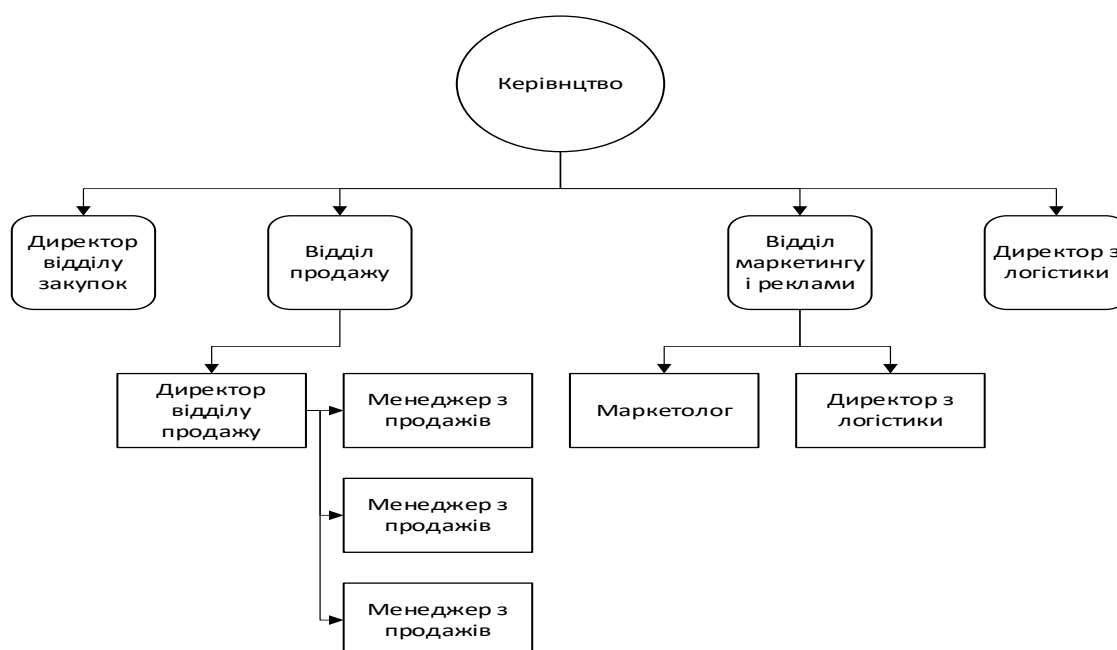 Керівнцтво
Директор
відділу
закупок
Відділ
продажу
Відділ
маркетингу
і реклами
Директор з
логістики
Директор
відділу
продажу
Менеджер з
продажів
Маркетолог
Директор з
логістики
Менеджер з
продажів
Менеджер з
продажів